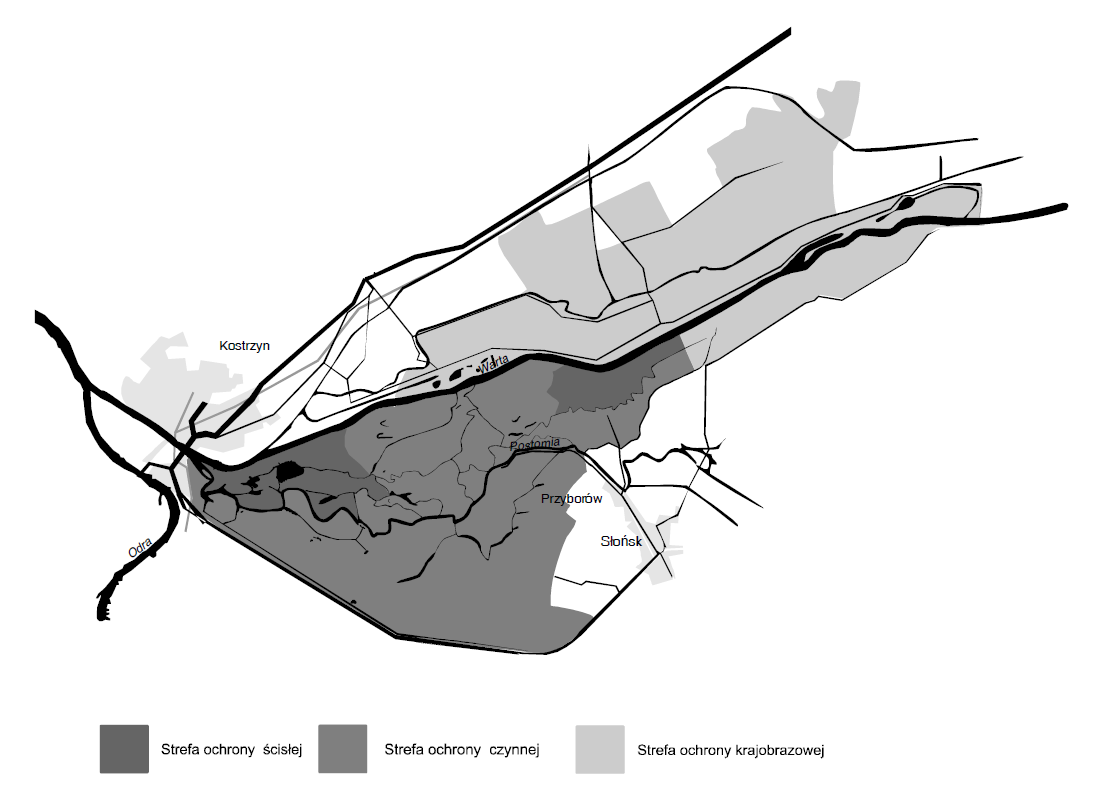 Kostrzyn
Warta
Postomia
Przyborów
Słońsk
Odra
Strefa ochrony ścisłej
Strefa ochrony czynnej
Strefa ochrony krajobrazowej